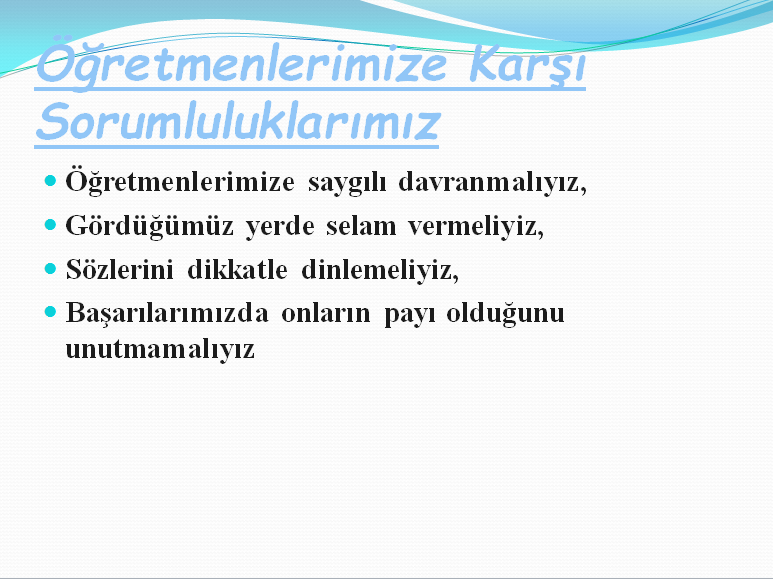 Öğretmenlerimize Karşı
Sorumluluklarımız
Öğretmenlerimize saygılı davranmalıyız,
Gördüğümüz yerde selam vermeliyiz,
Sözlerini dikkatle dinlemeliyiz,
Başarılarımızda onların payı olduğunu
unutmamalıyız